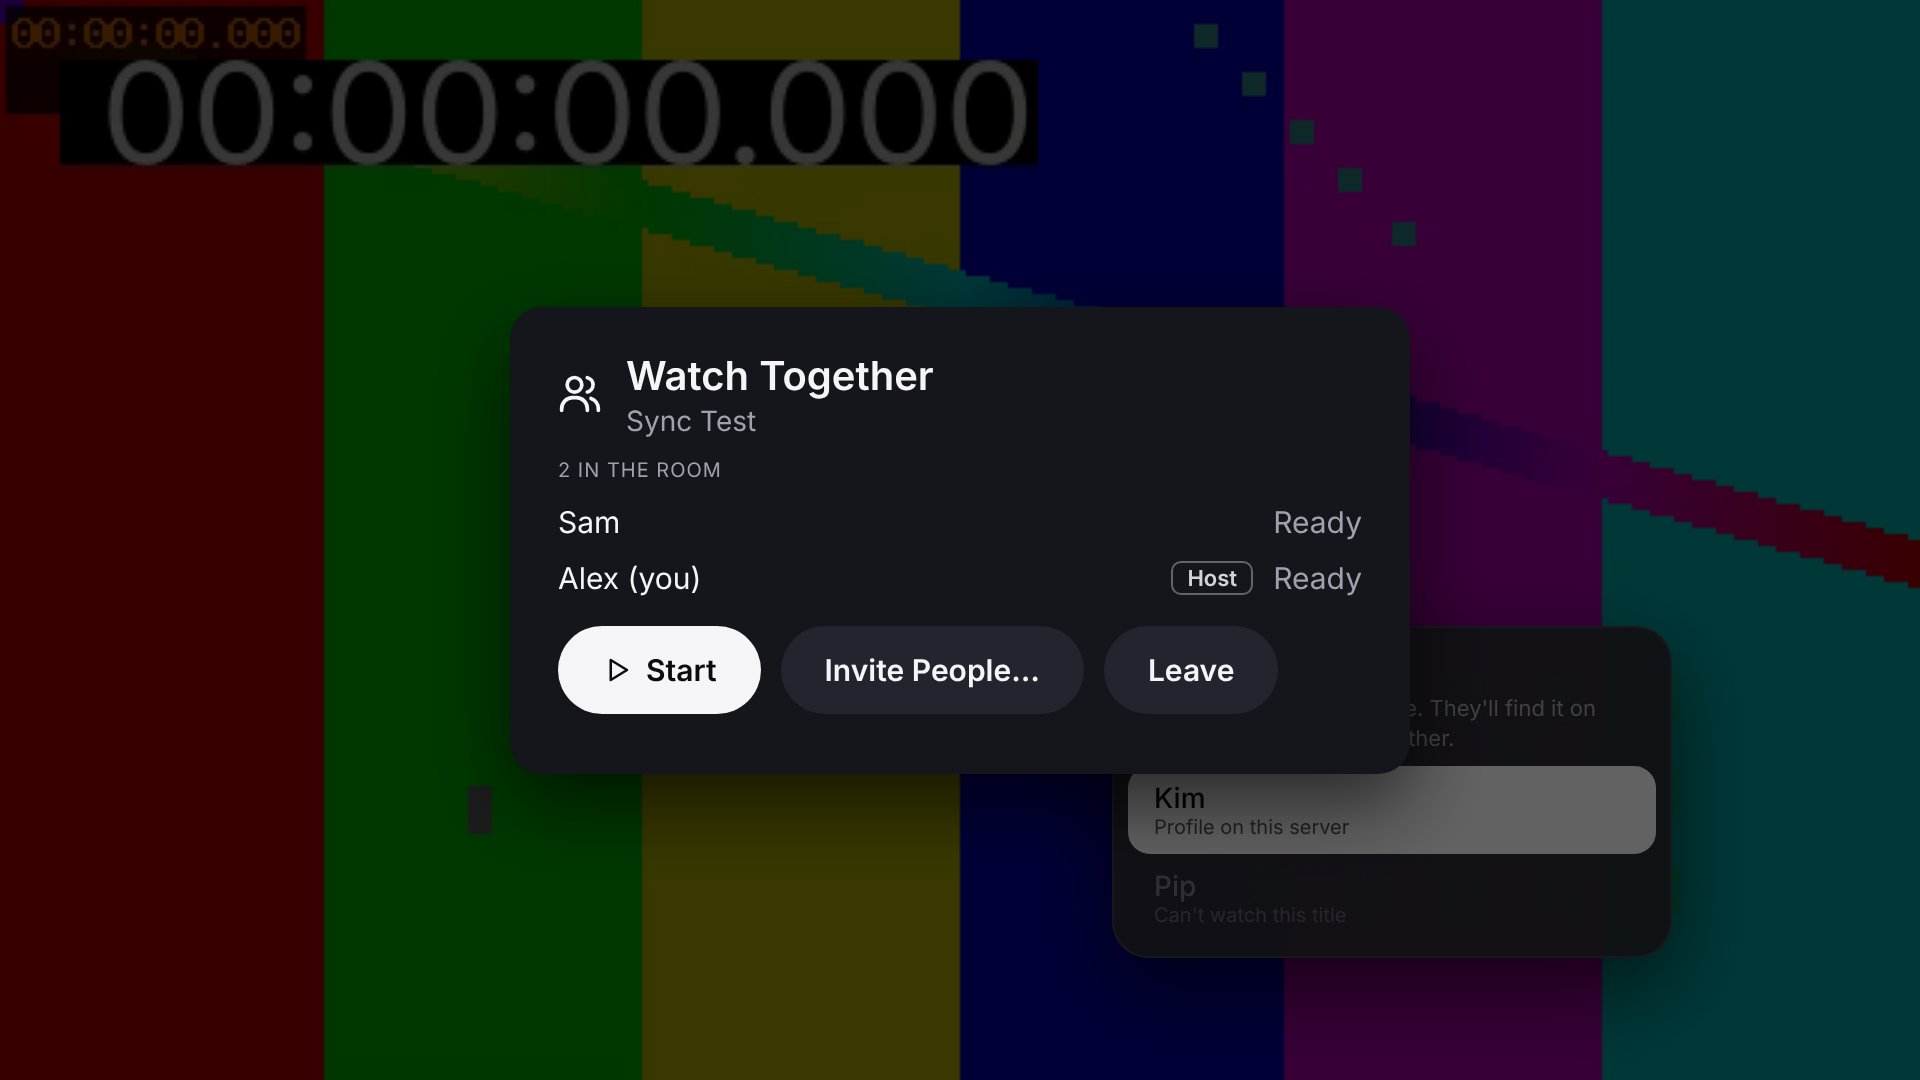 00:00:00.000
00:00:00.000
Watch Together
Sync Test
2 IN THE ROOM
Sam Ready
Alex (you) Host Ready
Start Invite People... Leave
They'll find it on
Kim
Profile on this server
Pip
Can't watch this title